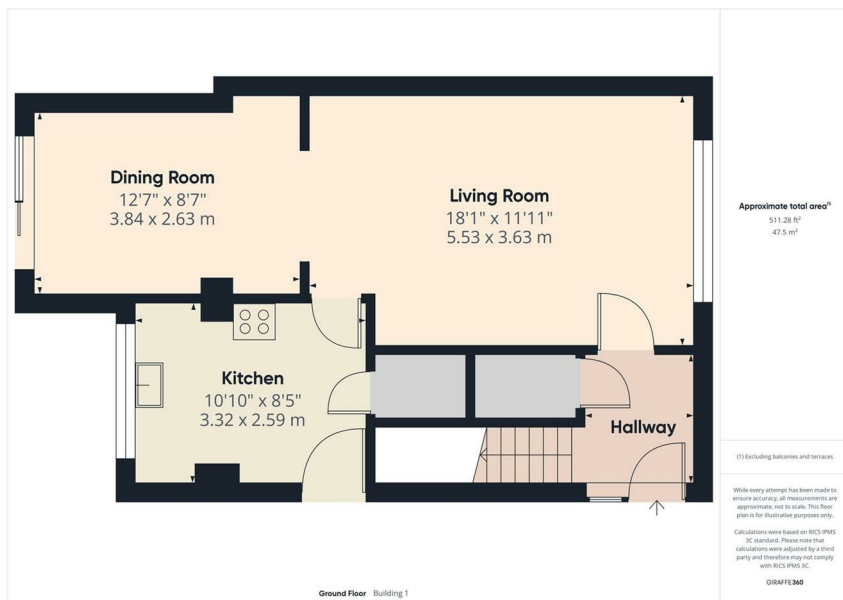 Dining Room
12'7" x 8'7"
3.84 x 2.63 m
Living Room
18'1" x 11'11"
5.53 x 3.63 m
Kitchen
10'10" x 8'5"
3.32 x 2.59 m
Hallway
Ground Floor Building 1
Approximate total area(1)
511.28 ft²
47.5 m²
(1) Excluding balconies and terraces
While every attempt has been made to
ensure accuracy, all measurements are
approximate, not to scale. This floor
plan is for illustrative purposes only.
Calculations were based on RICS IPMS
3C standard. Please note that
calculations were adjusted by a third
party and therefore may not comply
with RICS IPMS 3C.
GIRAFFE360